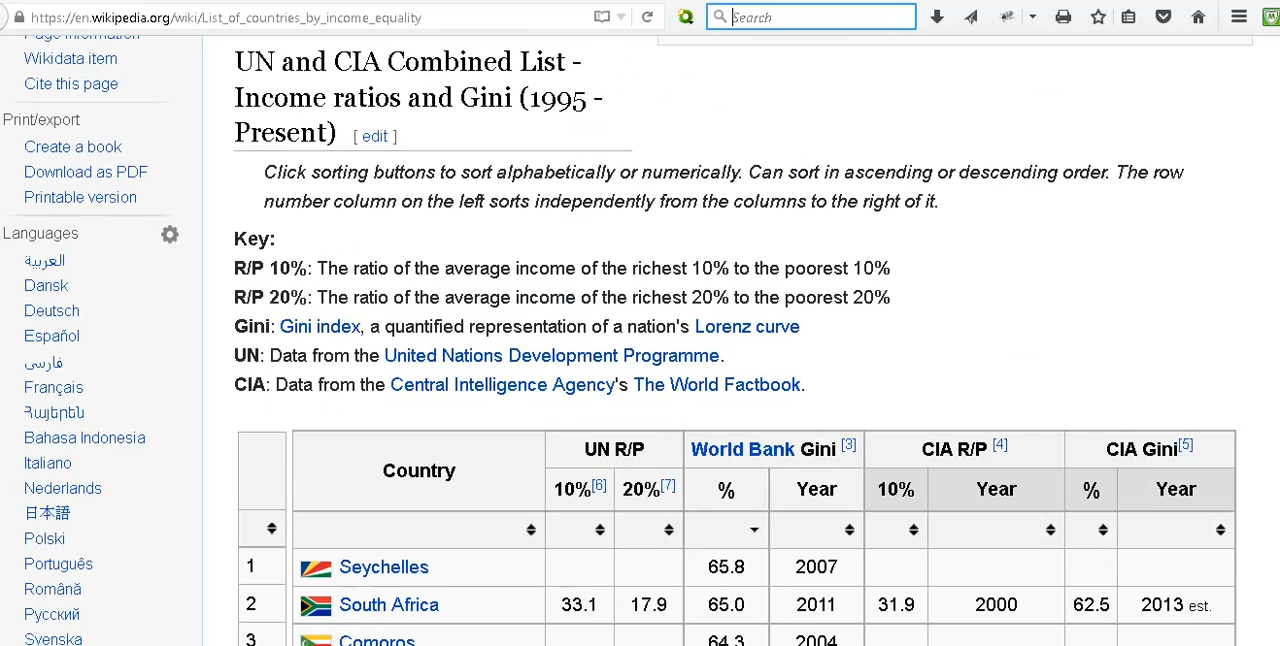 https://en.wikipedia.org/wiki/List_of_countries_by_income_equality
Search
Page information
Wikidata item
Cite this page
Print/export
Create a book
Download as PDF
Printable version
Languages
العربية
Dansk
Deutsch
Español
فارسی
Français
Հայերեն
Bahasa Indonesia
Italiano
Nederlands
日本語
Polski
Português
Română
Русский
Svenska
UN and CIA Combined List -
Income ratios and Gini (1995 -
Present) [ edit ]
Click sorting buttons to sort alphabetically or numerically. Can sort in ascending or descending order. The row
number column on the left sorts independently from the columns to the right of it.
Key:
R/P 10%: The ratio of the average income of the richest 10% to the poorest 10%
R/P 20%: The ratio of the average income of the richest 20% to the poorest 20%
Gini: Gini index, a quantified representation of a nation's Lorenz curve
UN: Data from the United Nations Development Programme.
CIA: Data from the Central Intelligence Agency's The World Factbook.
Country UN R/P World Bank Gini [3] CIA R/P [4] CIA Gini[5]
10%[6] 20%[7] % Year 10% Year % Year
1 Seychelles 65.8 2007
2 South Africa 33.1 17.9 65.0 2011 31.9 2000 62.5 2013 est.
3 Comoros 64.3 2004